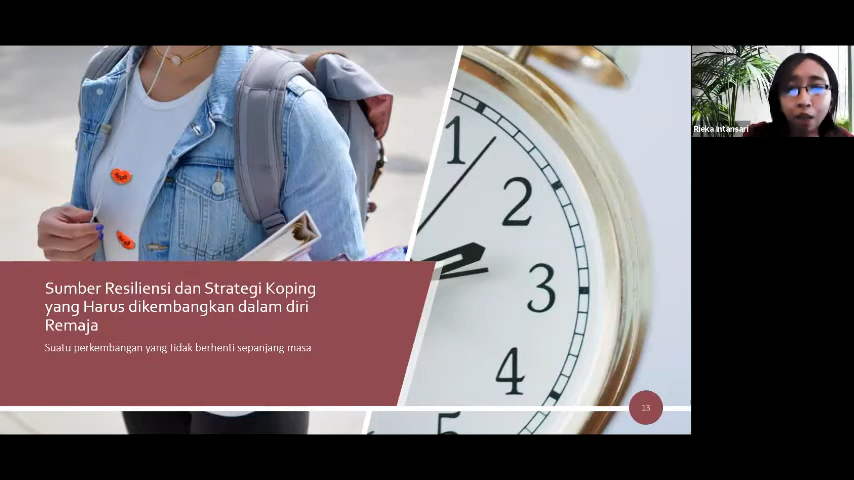 Sumber Resiliensi dan Strategi Koping
yang Harus dikembangkan dalam diri
Remaja
Suatu perkembangan yang tidak berhenti sepanjang masa
1
2
3
4
5
13
Rieka Intansari